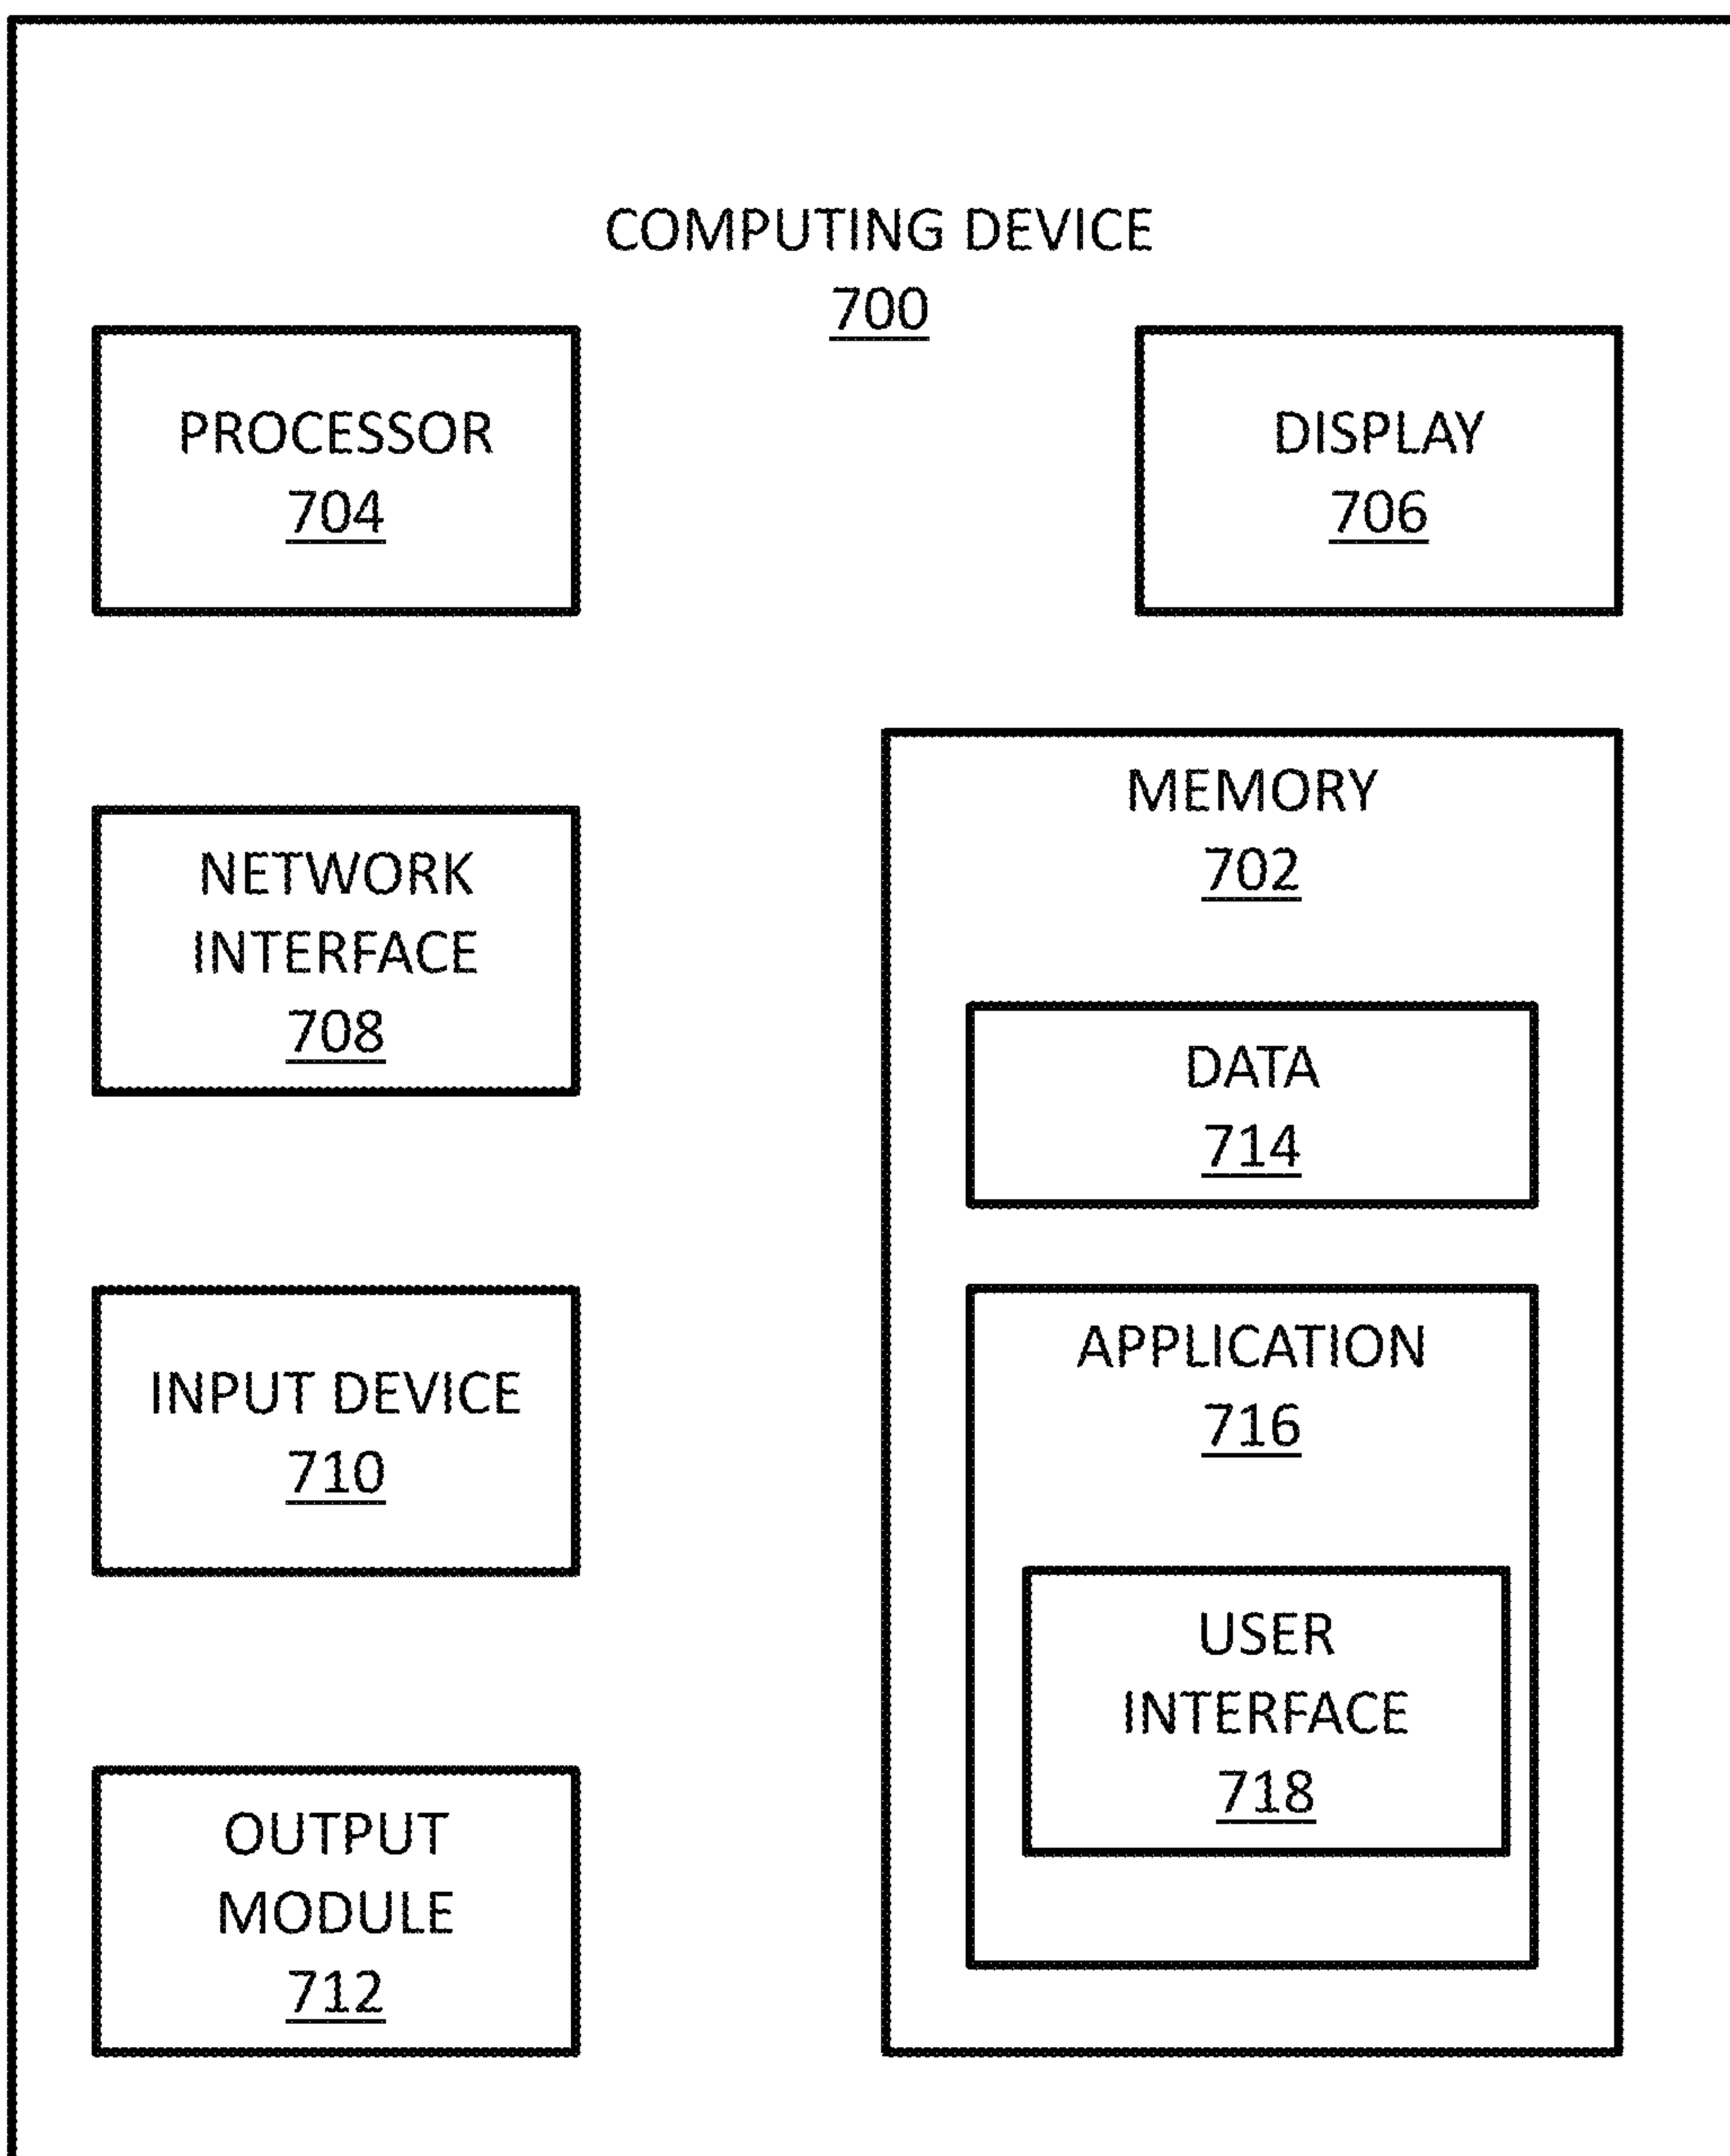 COMPUTING DEVICE
700
PROCESSOR
704
DISPLAY
706
NETWORK
INTERFACE
708
INPUT DEVICE
710
OUTPUT
MODULE
712
MEMORY
702
DATA
714
APPLICATION
716
USER
INTERFACE
718